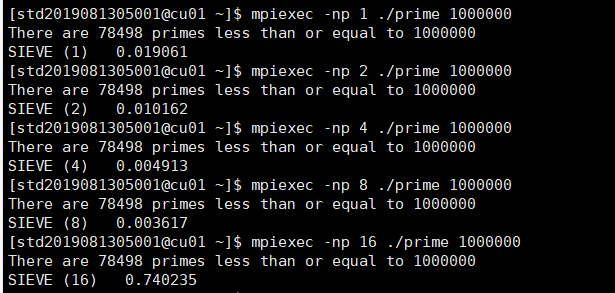 [std2019081305001@cu01 ~]$ mpiexec -np 1 ./prime 1000000
There are 78498 primes less than or equal to 1000000
SIEVE (1)   0.019061
[std2019081305001@cu01 ~]$ mpiexec -np 2 ./prime 1000000
There are 78498 primes less than or equal to 1000000
SIEVE (2)   0.010162
[std2019081305001@cu01 ~]$ mpiexec -np 4 ./prime 1000000
There are 78498 primes less than or equal to 1000000
SIEVE (4)   0.004913
[std2019081305001@cu01 ~]$ mpiexec -np 8 ./prime 1000000
There are 78498 primes less than or equal to 1000000
SIEVE (8)   0.003617
[std2019081305001@cu01 ~]$ mpiexec -np 16 ./prime 1000000
There are 78498 primes less than or equal to 1000000
SIEVE (16)   0.740235